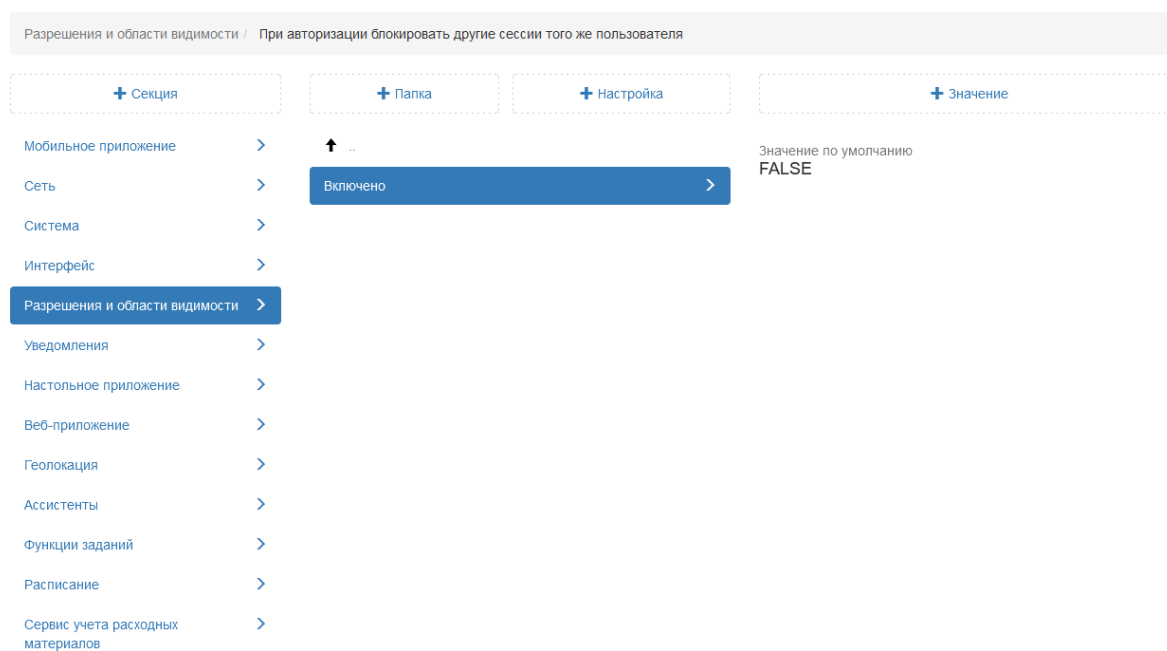 Разрешения и области видимости / При авторизации блокировать другие сессии того же пользователя
+ Секция
+ Папка
+ Настройка
+ Значение
Мобильное приложение
Сеть
Система
Интерфейс
Разрешения и области видимости
Уведомления
Настольное приложение
Веб-приложение
Геолокация
Ассистенты
Функции заданий
Расписание
Сервис учета расходных
материалов
..
Включено
Значение по умолчанию
FALSE